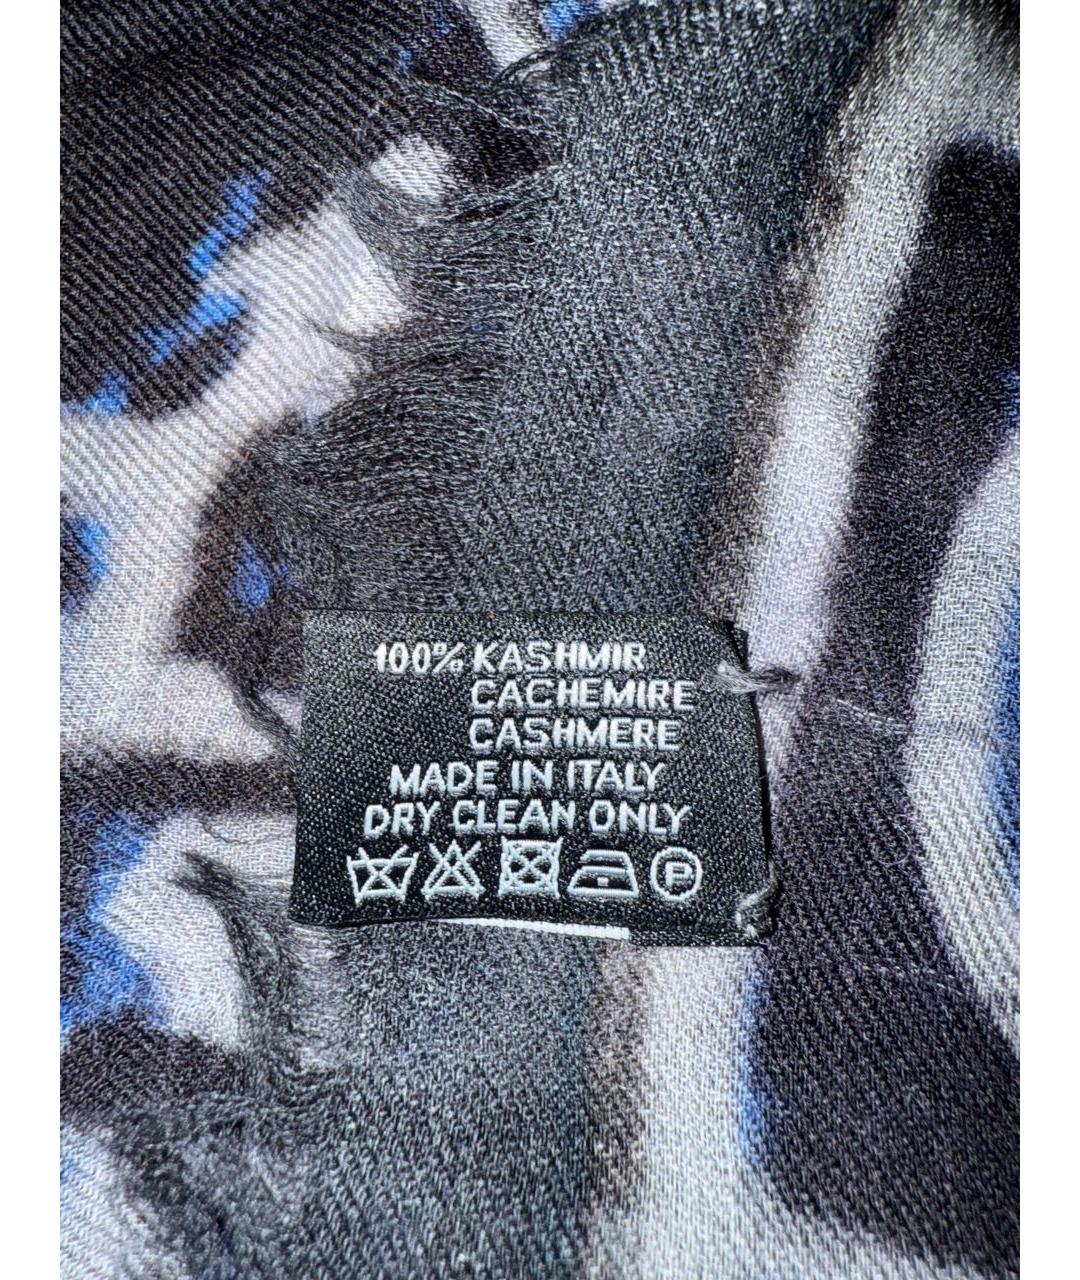 100% KASHMIR
CACHEMIRE
CASHMERE
MADE IN ITALY
DRY CLEAN ONLY
P